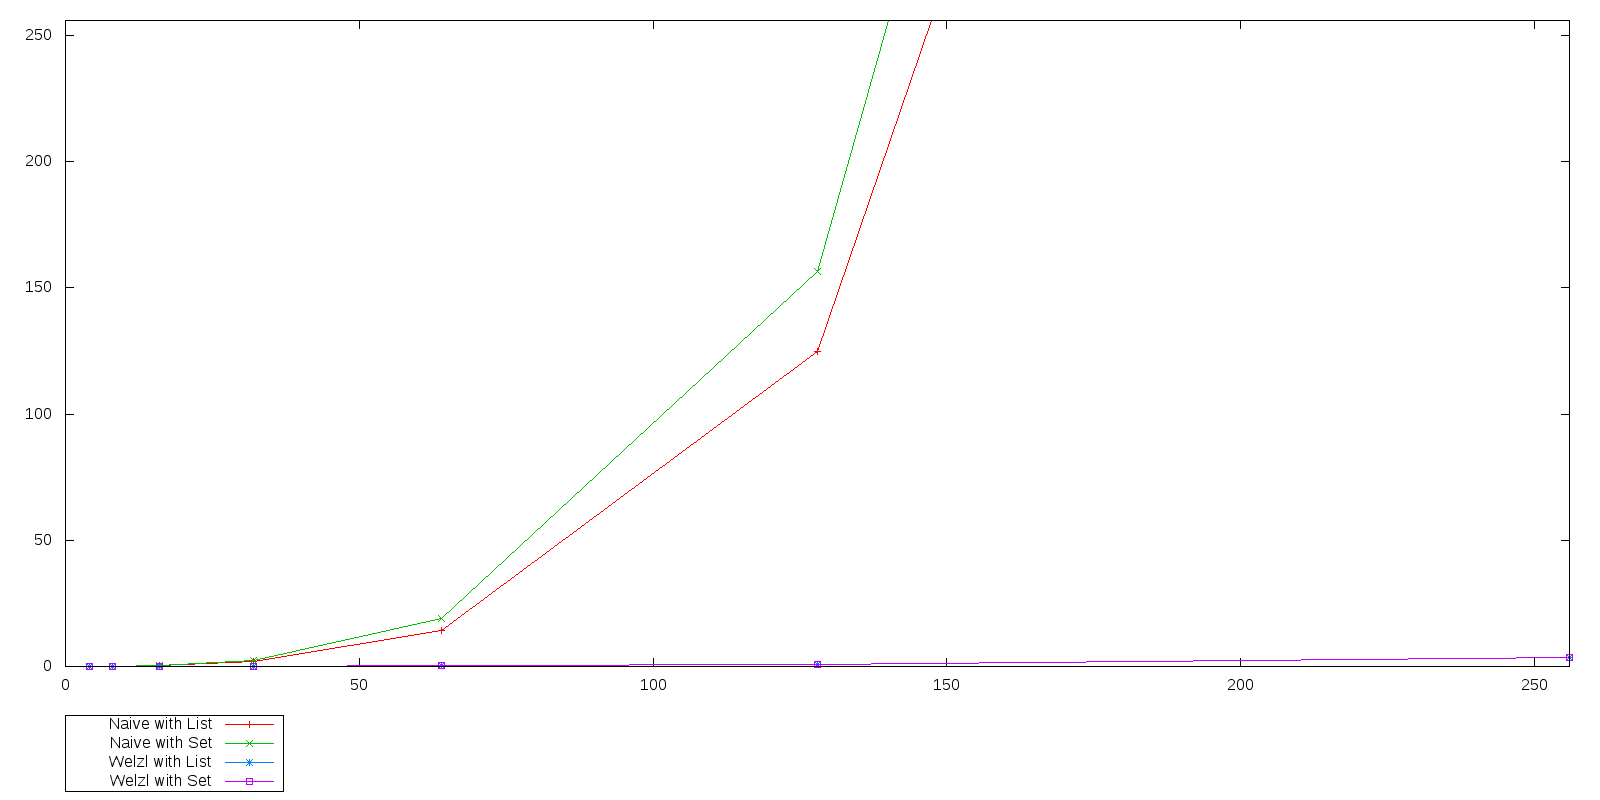 250
200
150
100
50
0
0 50 100 150 200 250
Naive with List
Naive with Set
Welzl with List
Welzl with Set